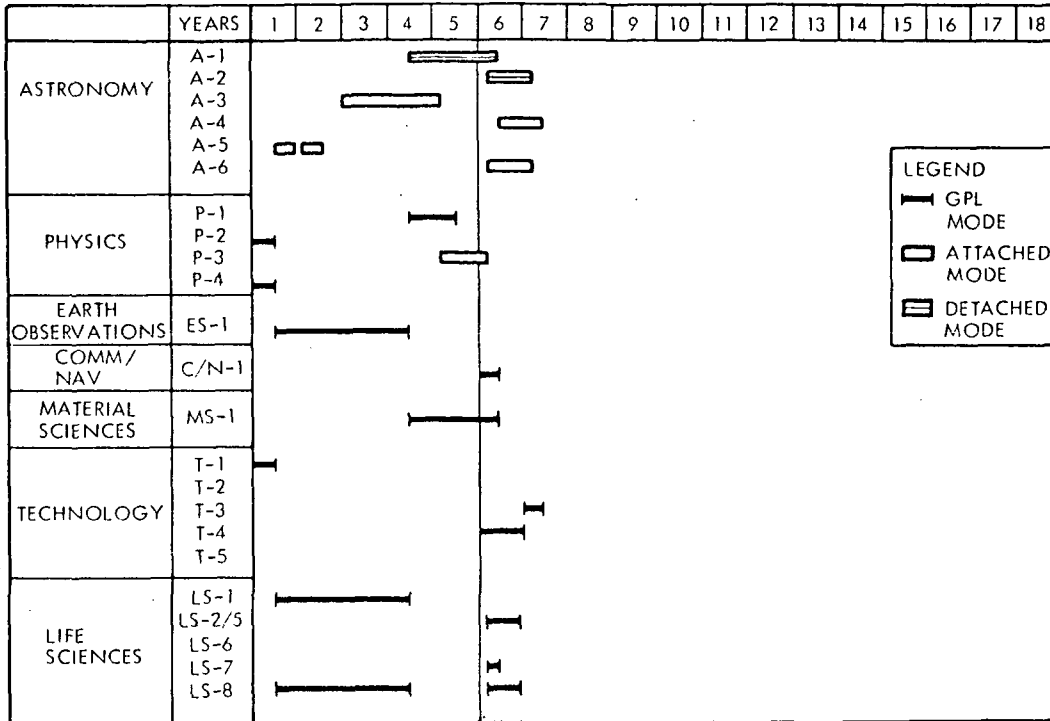 YEARS 1 2 3 4 5 6 7 8 9 10 11 12 13 14 15 16 17 18
ASTRONOMY
A-1
A-2
A-3
A-4
A-5
A-6
PHYSICS
P-1
P-2
P-3
P-4
EARTH
OBSERVATIONS
ES-1
COMM/
NAV
C/N-1
MATERIAL
SCIENCES
MS-1
TECHNOLOGY
T-1
T-2
T-3
T-4
T-5
LIFE
SCIENCES
LS-1
LS-2/5
LS-6
LS-7
LS-8
LEGEND
GPL
MODE
ATTACHED
MODE
DETACHED
MODE